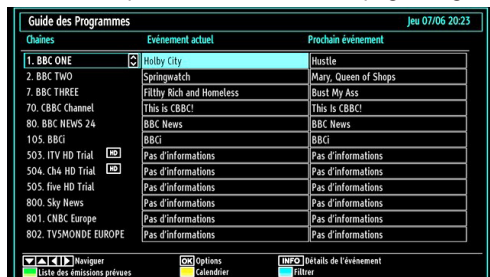 Guide des Programmes Jeu 07/06 20:23
Chaînes Evénement actuel Prochain événement
1. BBC ONE Holby City Hustle
2. BBC TWO Springwatch Mary, Queen of Shops
7. BBC THREE Filthy Rich and Homeless Bust My Ass
70. CBBC Channel This is CBBC! This Is CBBC!
80. BBC NEWS 24 BBC News BBC News
105. BBCi BBCi BBCi
503. ITV HD Trial HD Pas d'informations Pas d'informations
504. Ch4 HD Trial HD Pas d'informations Pas d'informations
505. five HD Trial Pas d'informations Pas d'informations
800. Sky News Pas d'informations Pas d'informations
801. CNBC Europe Pas d'informations Pas d'informations
802. TV5MONDE EUROPE Pas d'informations Pas d'informations
Naviguer OK Options INFO Détails de l'événement
Liste des émissions prévues Calendrier Filtrer